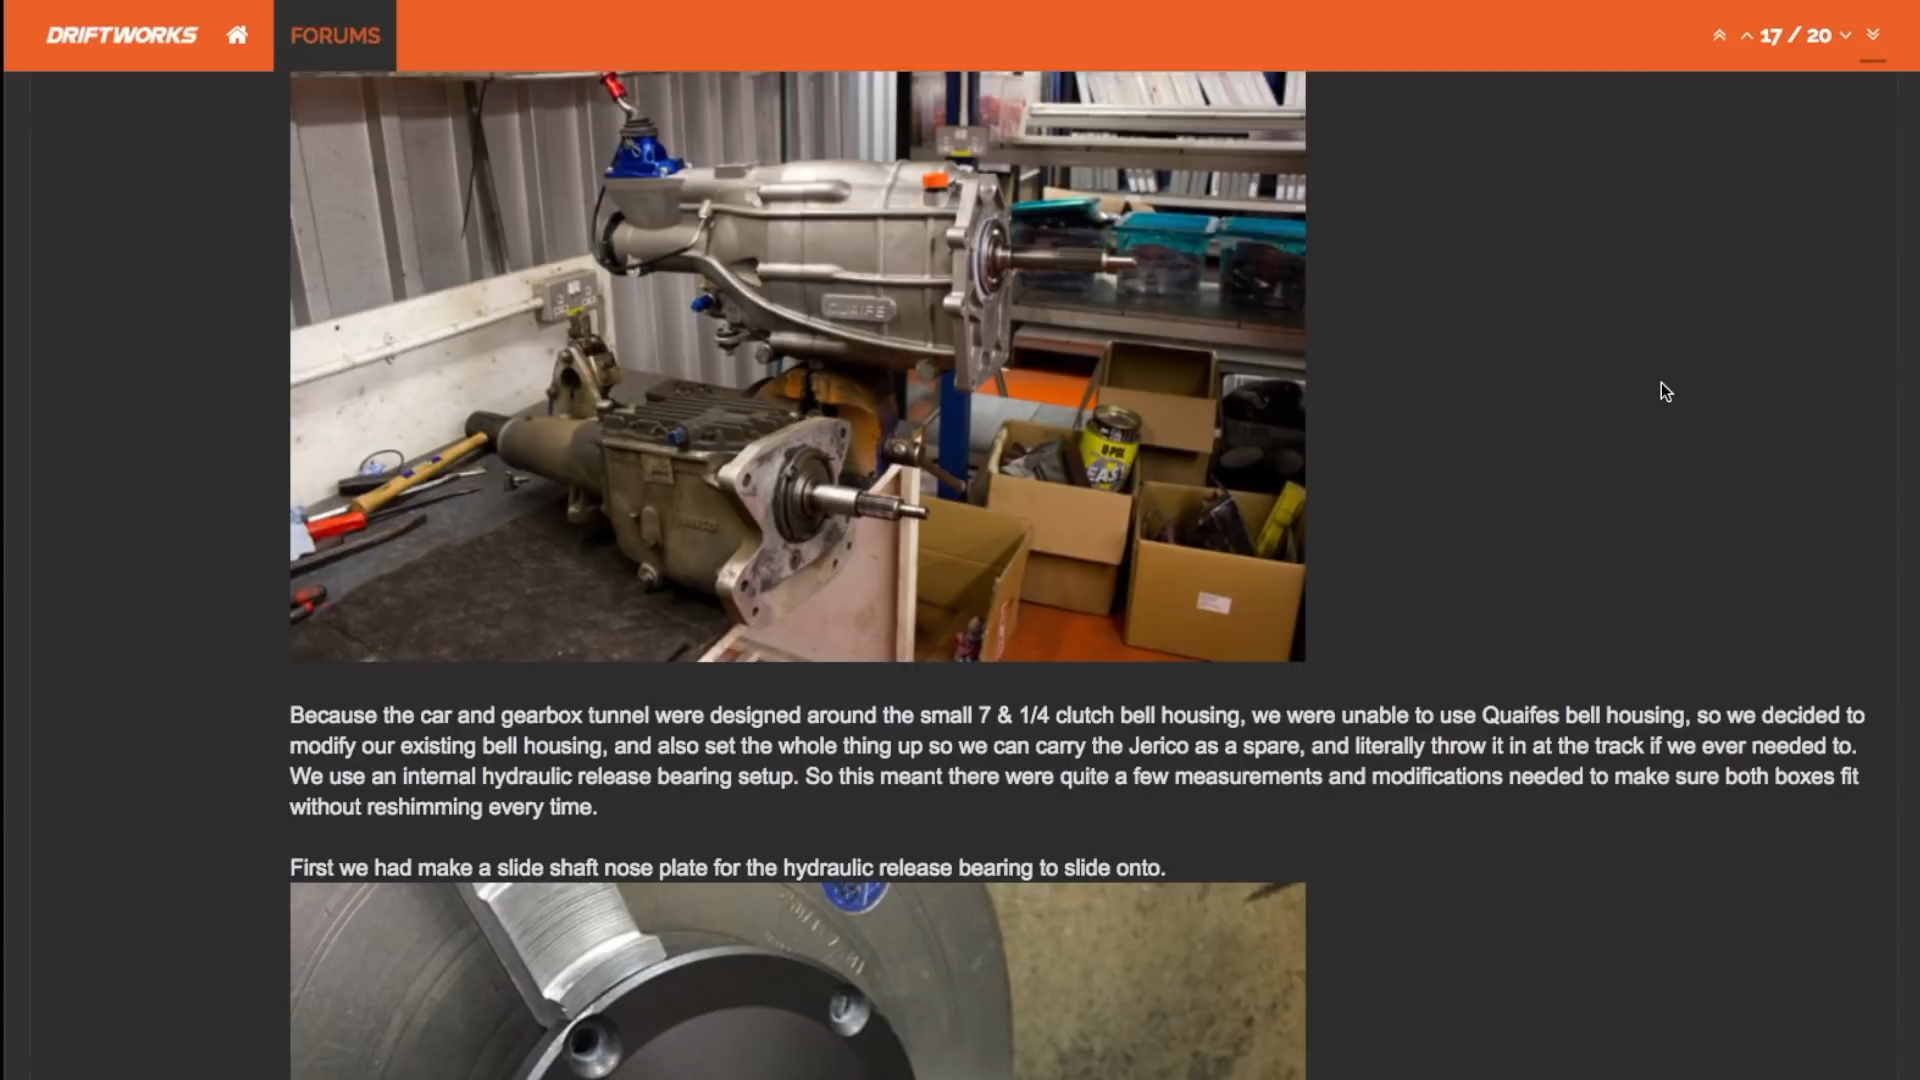 DRIFTWORKS
FORUMS
17 / 20
QUAIFE
U-POL
EASY
Because the car and gearbox tunnel were designed around the small 7 & 1/4 clutch bell housing, we were unable to use Quaifes bell housing, so we decided to
modify our existing bell housing, and also set the whole thing up so we can carry the Jerico as a spare, and literally throw it in at the track if we ever needed to.
We use an internal hydraulic release bearing setup. So this meant there were quite a few measurements and modifications needed to make sure both boxes fit
without reshimming every time.
First we had make a slide shaft nose plate for the hydraulic release bearing to slide onto.